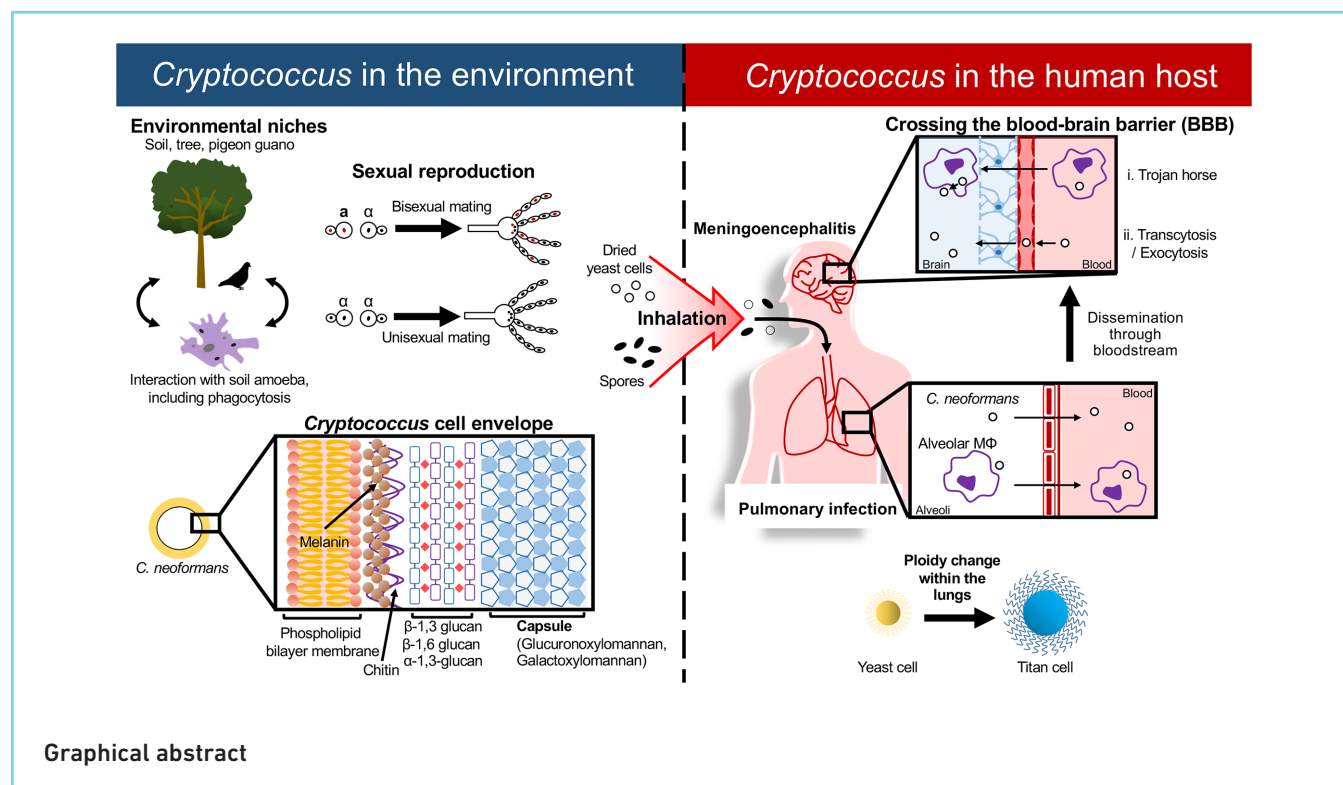 Cryptococcus in the environment
Cryptococcus in the human host
Environmental niches
Soil, tree, pigeon guano
Interaction with soil amoeba,
including phagocytosis
Sexual reproduction
a α
Bisexual mating
α α
Unisexual mating
Dried
yeast cells
Inhalation
Spores
Cryptococcus cell envelope
C. neoformans
Melanin
Phospholipid
bilayer membrane
Chitin
β-1,3 glucan
β-1,6 glucan
α-1,3-glucan
Capsule
(Glucuronoxylomannan,
Galactoxylomannan)
Crossing the blood-brain barrier (BBB)
i. Trojan horse
ii. Transcytosis
/ Exocytosis
Brain
Blood
Meningoencephalitis
Dissemination
through
bloodstream
C. neoformans
Blood
Alveolar MΦ
Alveoli
Pulmonary infection
Ploidy change
within the
lungs
Yeast cell
Titan cell
Graphical abstract